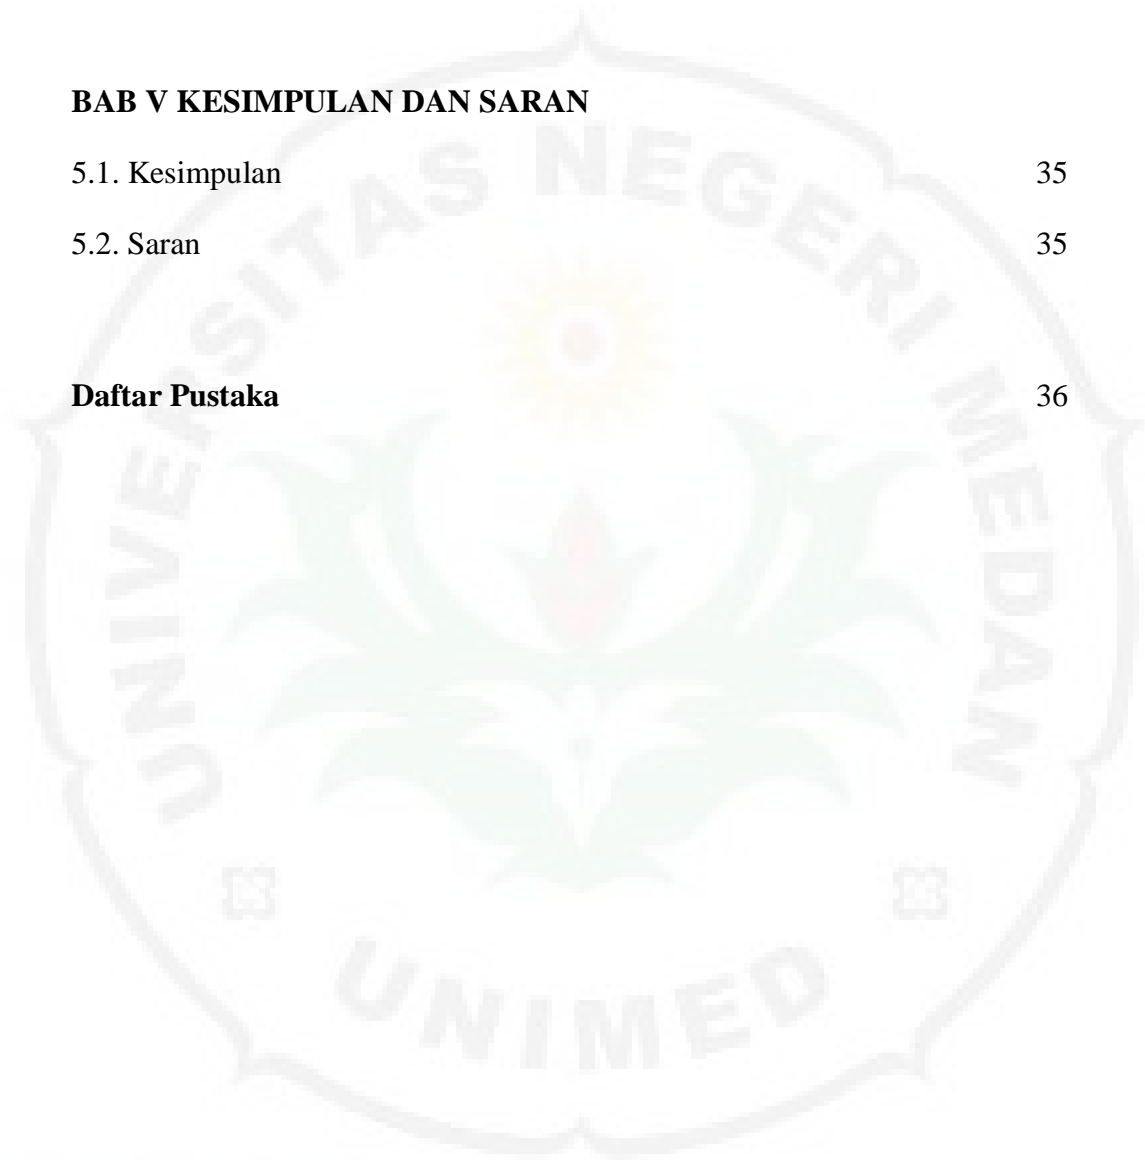 BAB V KESIMPULAN DAN SARAN
5.1. Kesimpulan 35
5.2. Saran 35
Daftar Pustaka 36
UNIVERSITAS NEGERI MEDAN
UNIMED